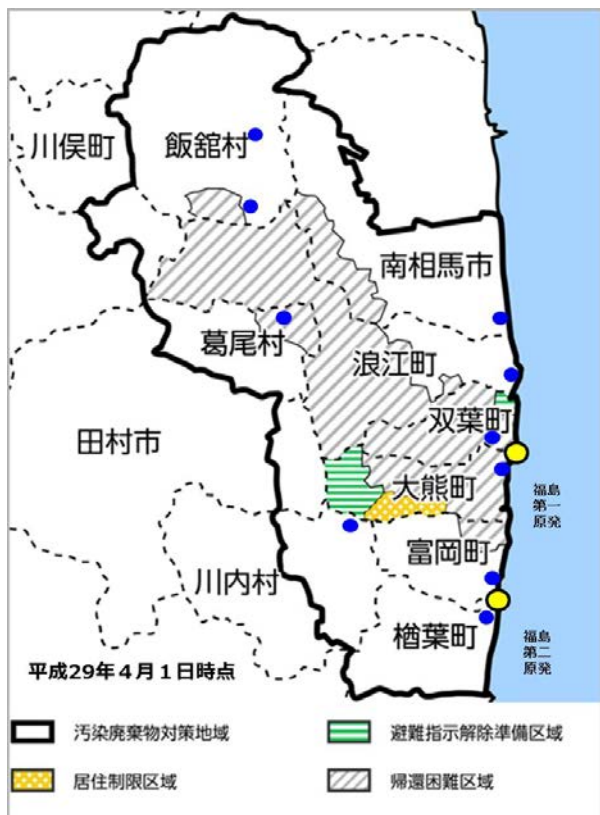 飯舘村
川俣町
南相馬市
葛尾村
浪江町
双葉町
田村市
大熊町
福島
第一
原発
富岡町
川内村
楢葉町
福島
第二
原発
平成29年4月1日時点
汚染廃棄物対策地域
避難指示解除準備区域
居住制限区域
帰還困難区域